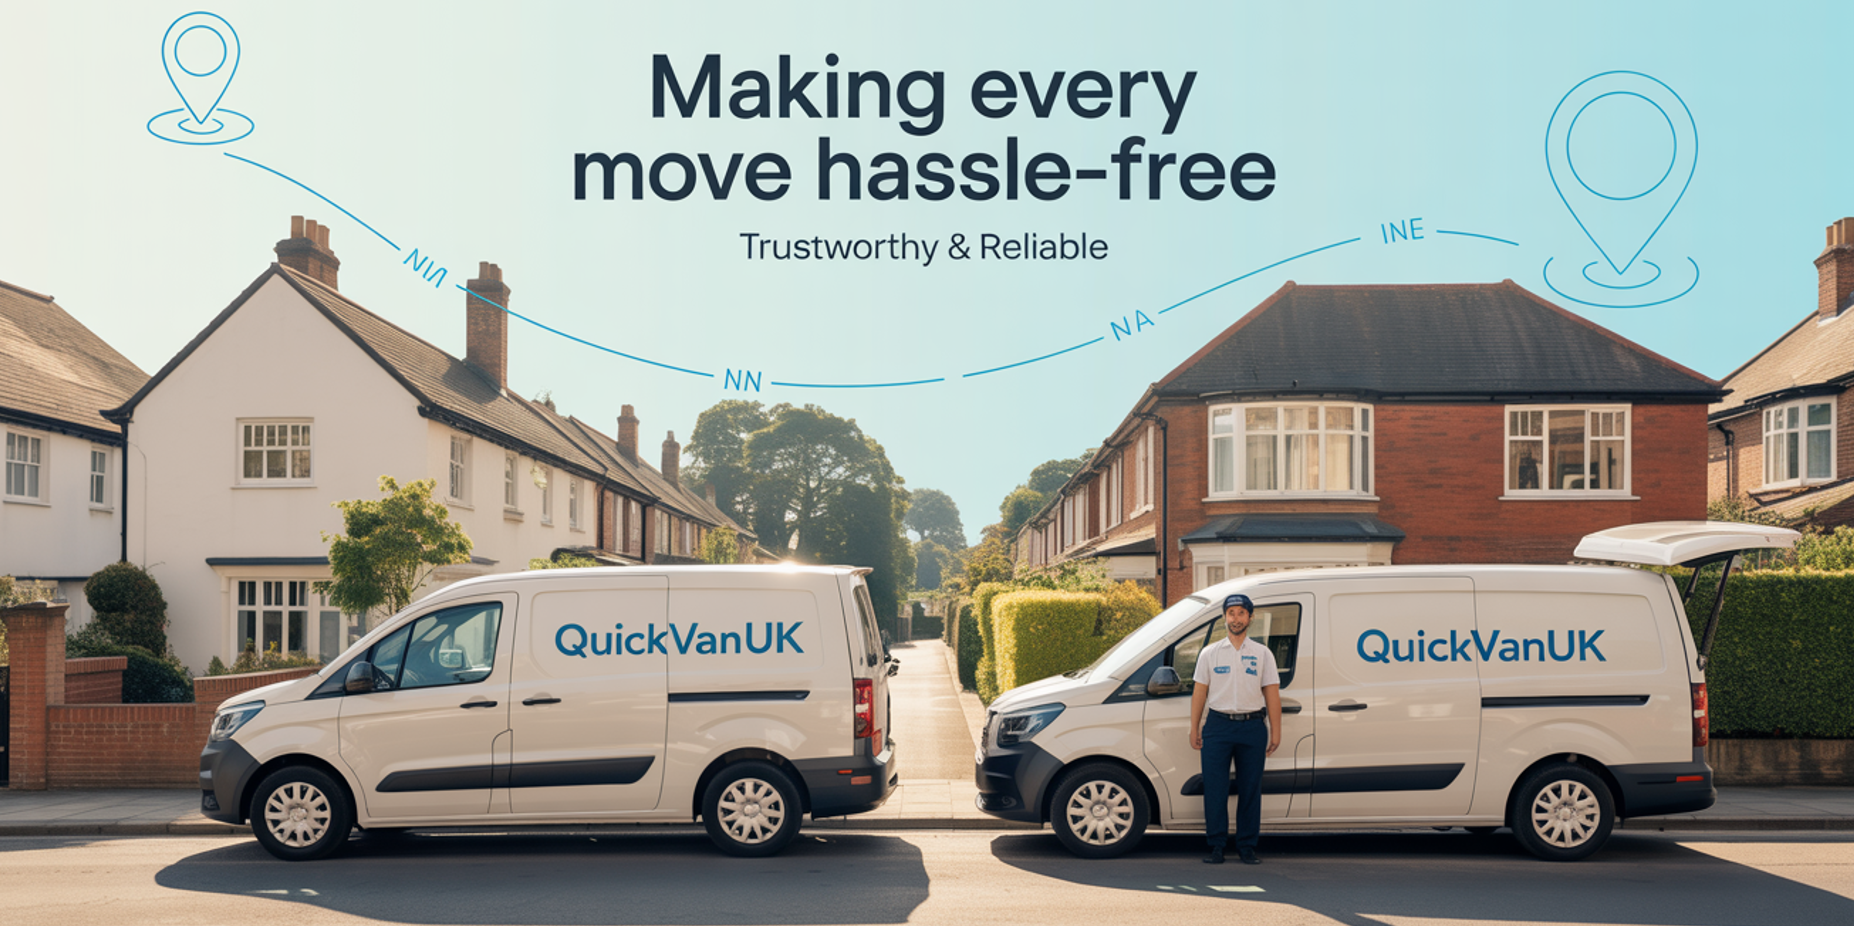 Making every
move hassle-free
Trustworthy & Reliable
INE
NA
NN
QuickVanUK
QuickVanUK